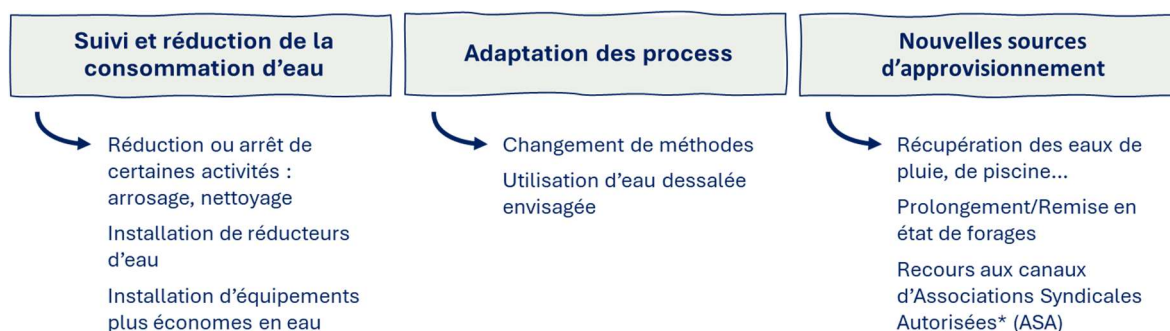 Suivi et réduction de la
consommation d’eau
Réduction ou arrêt de
certaines activités :
arrosage, nettoyage
Installation de réducteurs
d’eau
Installation d’équipements
plus économes en eau
Adaptation des process
Changement de méthodes
Utilisation d’eau dessalée
envisagée
Nouvelles sources
d’approvisionnement
Récupération des eaux de
pluie, de piscine…
Prolongement/Remise en
état de forages
Recours aux canaux
d’Associations Syndicales
Autorisées* (ASA)